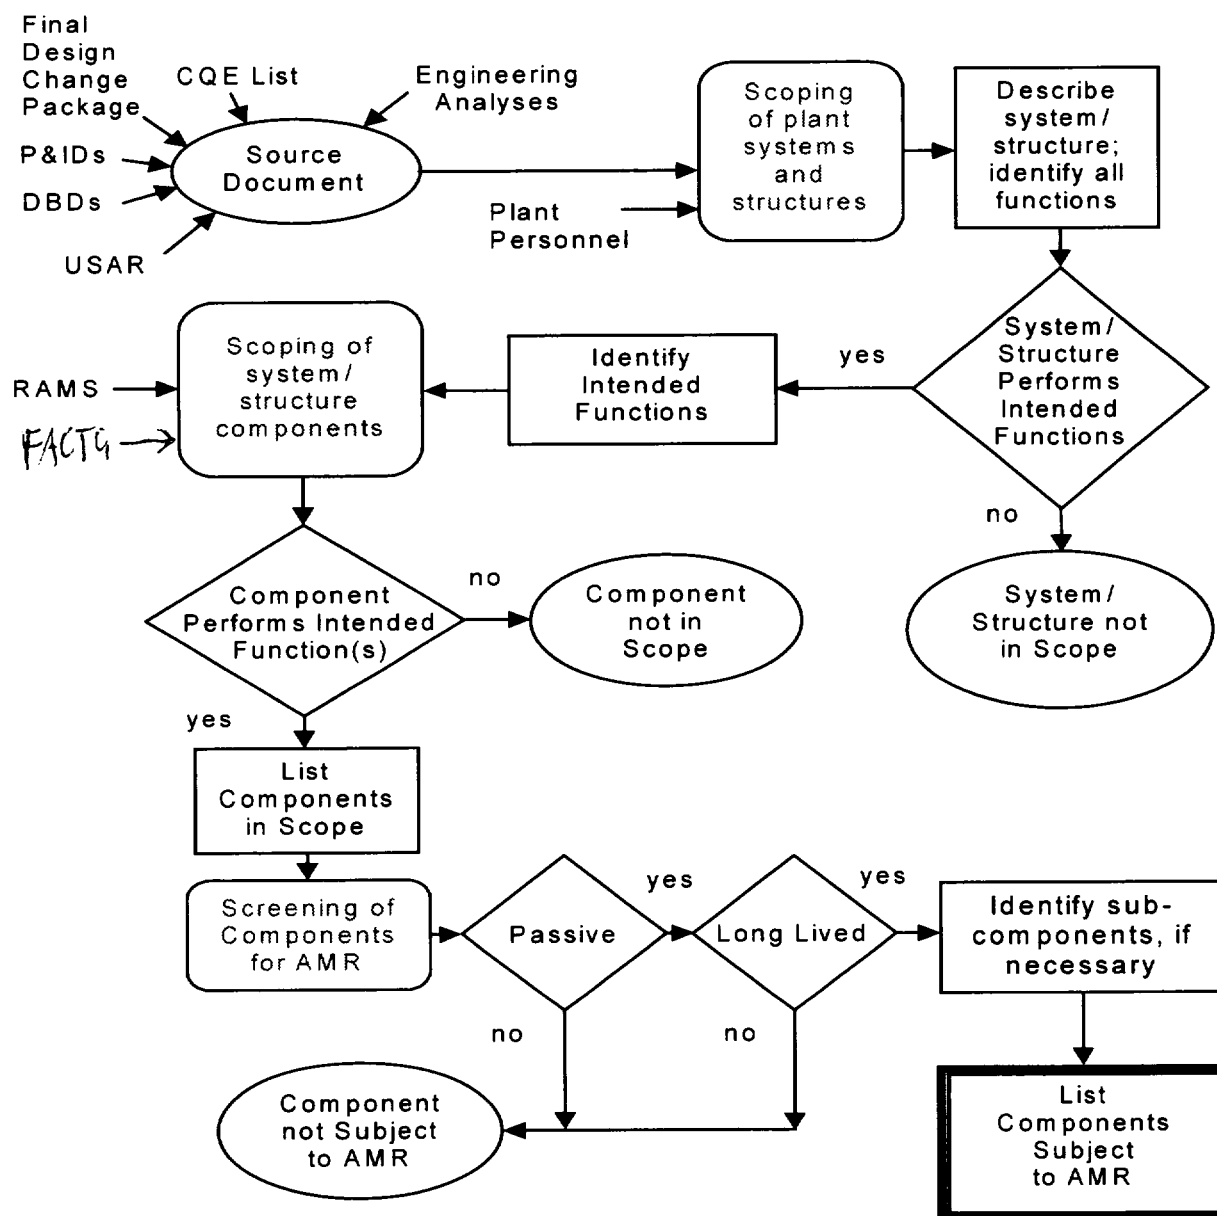 Final
Design
Change
Package
CQE List
Engineering
Analyses
P&IDs
DBDs
USAR
Source
Document
Plant
Personnel
Scoping
of plant
systems
and
structures
Describe
system/
structure;
identify all
functions
System/
Structure
Performs
Intended
Functions
yes
no
Identify
Intended
Functions
System/
Structure not
in Scope
Scoping of
system/
structure
components
RAMS
FACTG
Component
Performs Intended
Function(s)
no
Component
not in
Scope
yes
List
Components
in Scope
Screening of
Components
for AMR
Passive
yes
no
Long Lived
yes
no
Identify sub-
components, if
necessary
Component
not Subject
to AMR
List
Components
Subject
to AMR